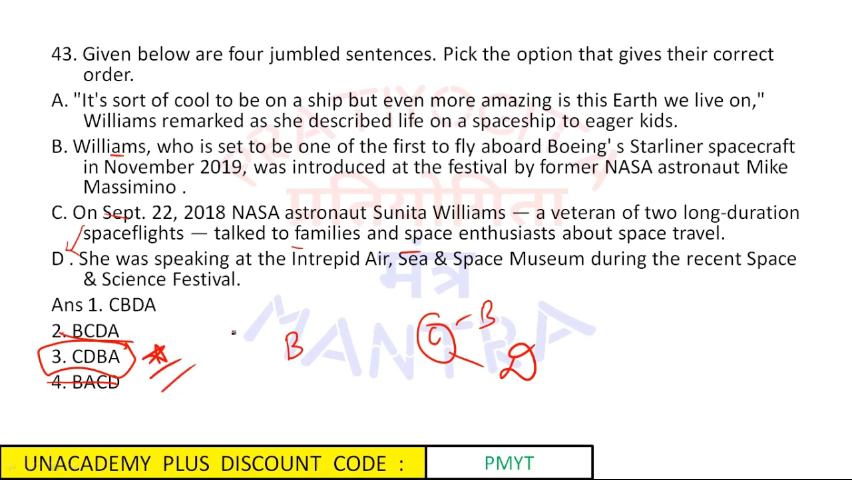 43. Given below are four jumbled sentences. Pick the option that gives their correct
order.
A. "It's sort of cool to be on a ship but even more amazing is this Earth we live on,"
Williams remarked as she described life on a spaceship to eager kids.
B. Williams, who is set to be one of the first to fly aboard Boeing' s Starliner spacecraft
in November 2019, was introduced at the festival by former NASA astronaut Mike
Massimino .
C. On Sept. 22, 2018 NASA astronaut Sunita Williams — a veteran of two long-duration
spaceflights — talked to families and space enthusiasts about space travel.
D . She was speaking at the Intrepid Air, Sea & Space Museum during the recent Space
& Science Festival.
Ans 1. CBDA
2. BCDA
3. CDBA
4. BACD
B
C B
D
PRATIYOGITA
प्रतियोगिता
मंत्र
MANTRA
UNACADEMY PLUS DISCOUNT CODE : PMYT